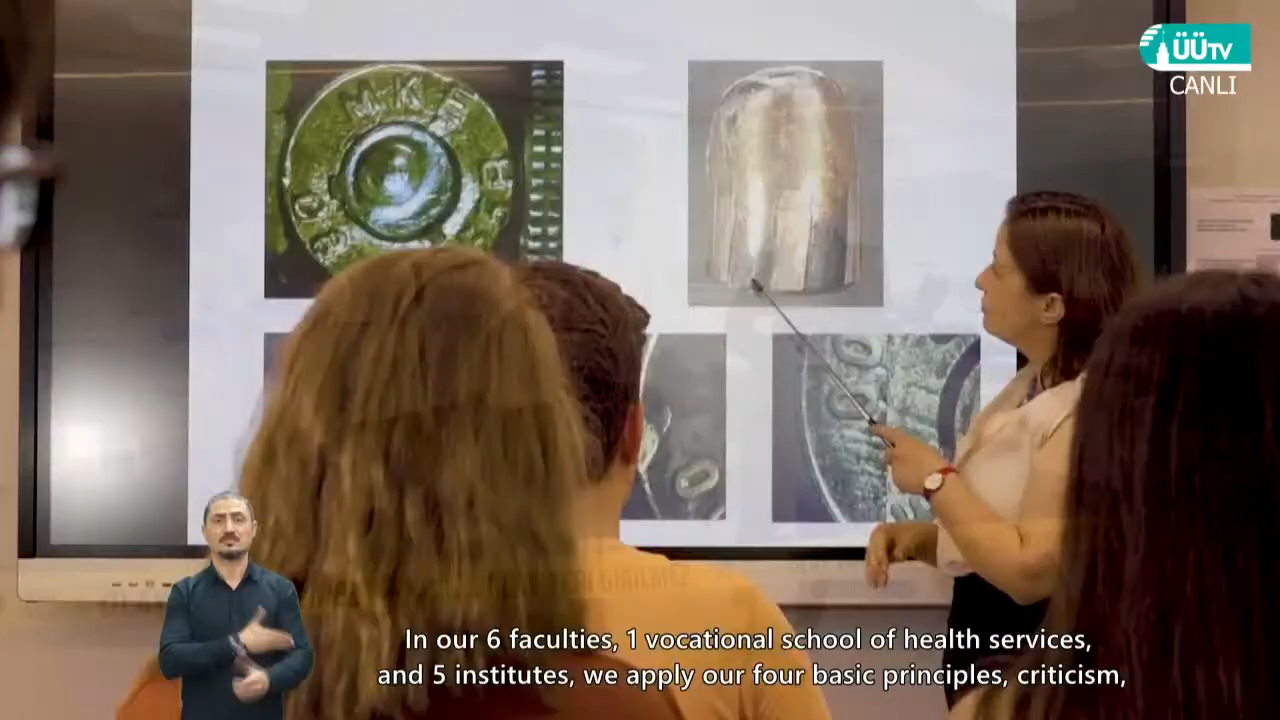 ÜÜTV
CANLI
MKE
In our 6 faculties, 1 vocational school of health services,
and 5 institutes, we apply our four basic principles, criticism,